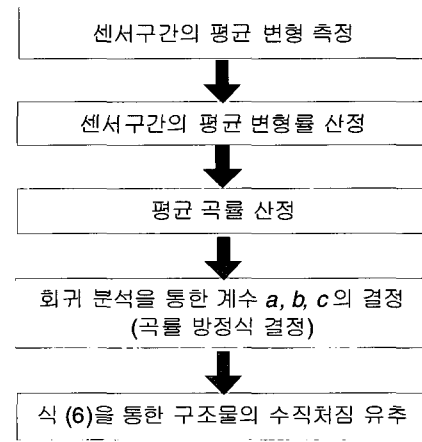 센서구간의 평균 변형 측정
센서구간의 평균 변형률 산정
평균 곡률 산정
회귀 분석을 통한 계수 a, b, c의 결정
(곡률 방정식 결정)
식 (6)을 통한 구조물의 수직처짐 유추